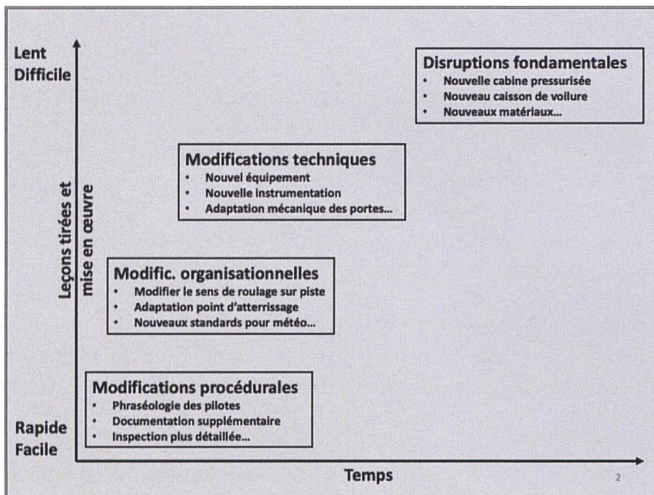 Lent
Difficile
Disruptions fondamentales
• Nouvelle cabine pressurisée
• Nouveau caisson de voilure
• Nouveaux matériaux...
Modifications techniques
• Nouvel équipement
• Nouvelle instrumentation
• Adaptation mécanique des portes...
Leçons tirées et
mise en œuvre
Modific. organisationnelles
• Modifier le sens de roulage sur piste
• Adaptation point d'atterrissage
• Nouveaux standards pour météo...
Modifications procédurales
• Phraséologie des pilotes
• Documentation supplémentaire
• Inspection plus détaillée...
Rapide
Facile
Temps
2